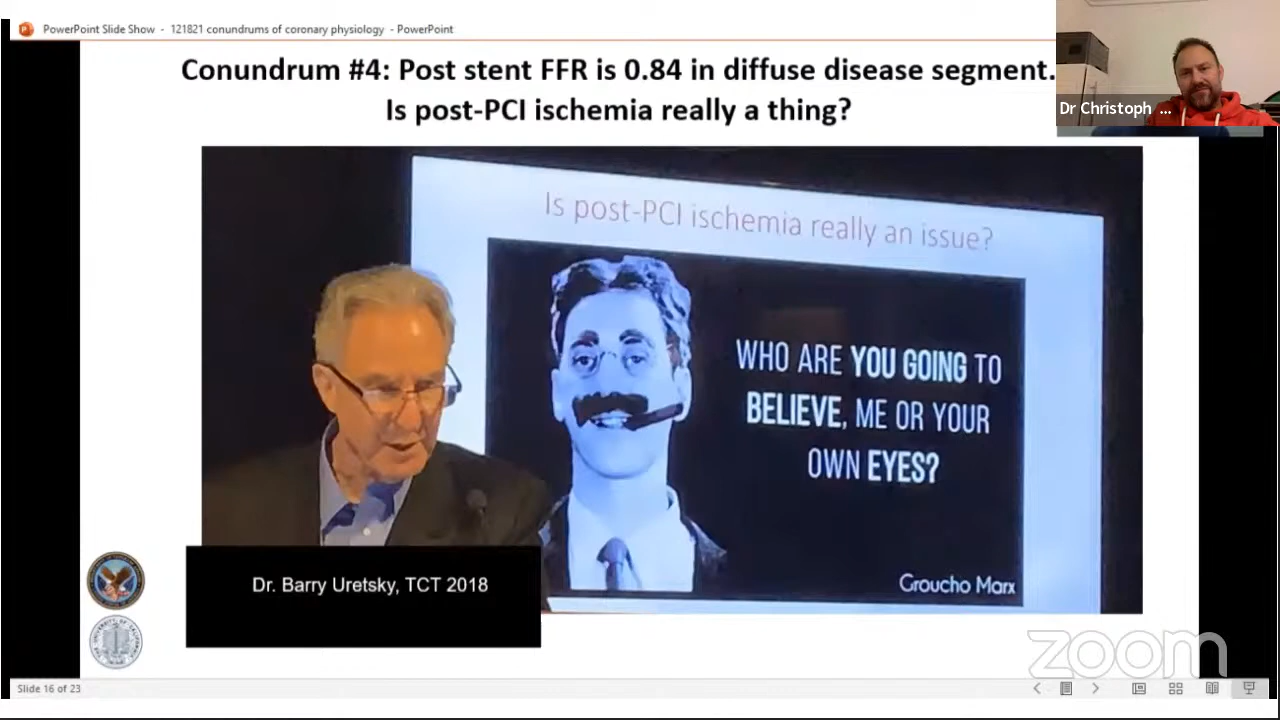 PowerPoint Slide Show - 121821 conundrums of coronary physiology - PowerPoint
Conundrum #4: Post stent FFR is 0.84 in diffuse disease segment.
Is post-PCI ischemia really a thing?
Dr Christoph ...
Is post-PCI ischemia really an issue?
WHO ARE YOU GOING TO
BELIEVE, ME OR YOUR
OWN EYES?
Groucho Marx
Dr. Barry Uretsky, TCT 2018
zoom
Slide 16 of 23